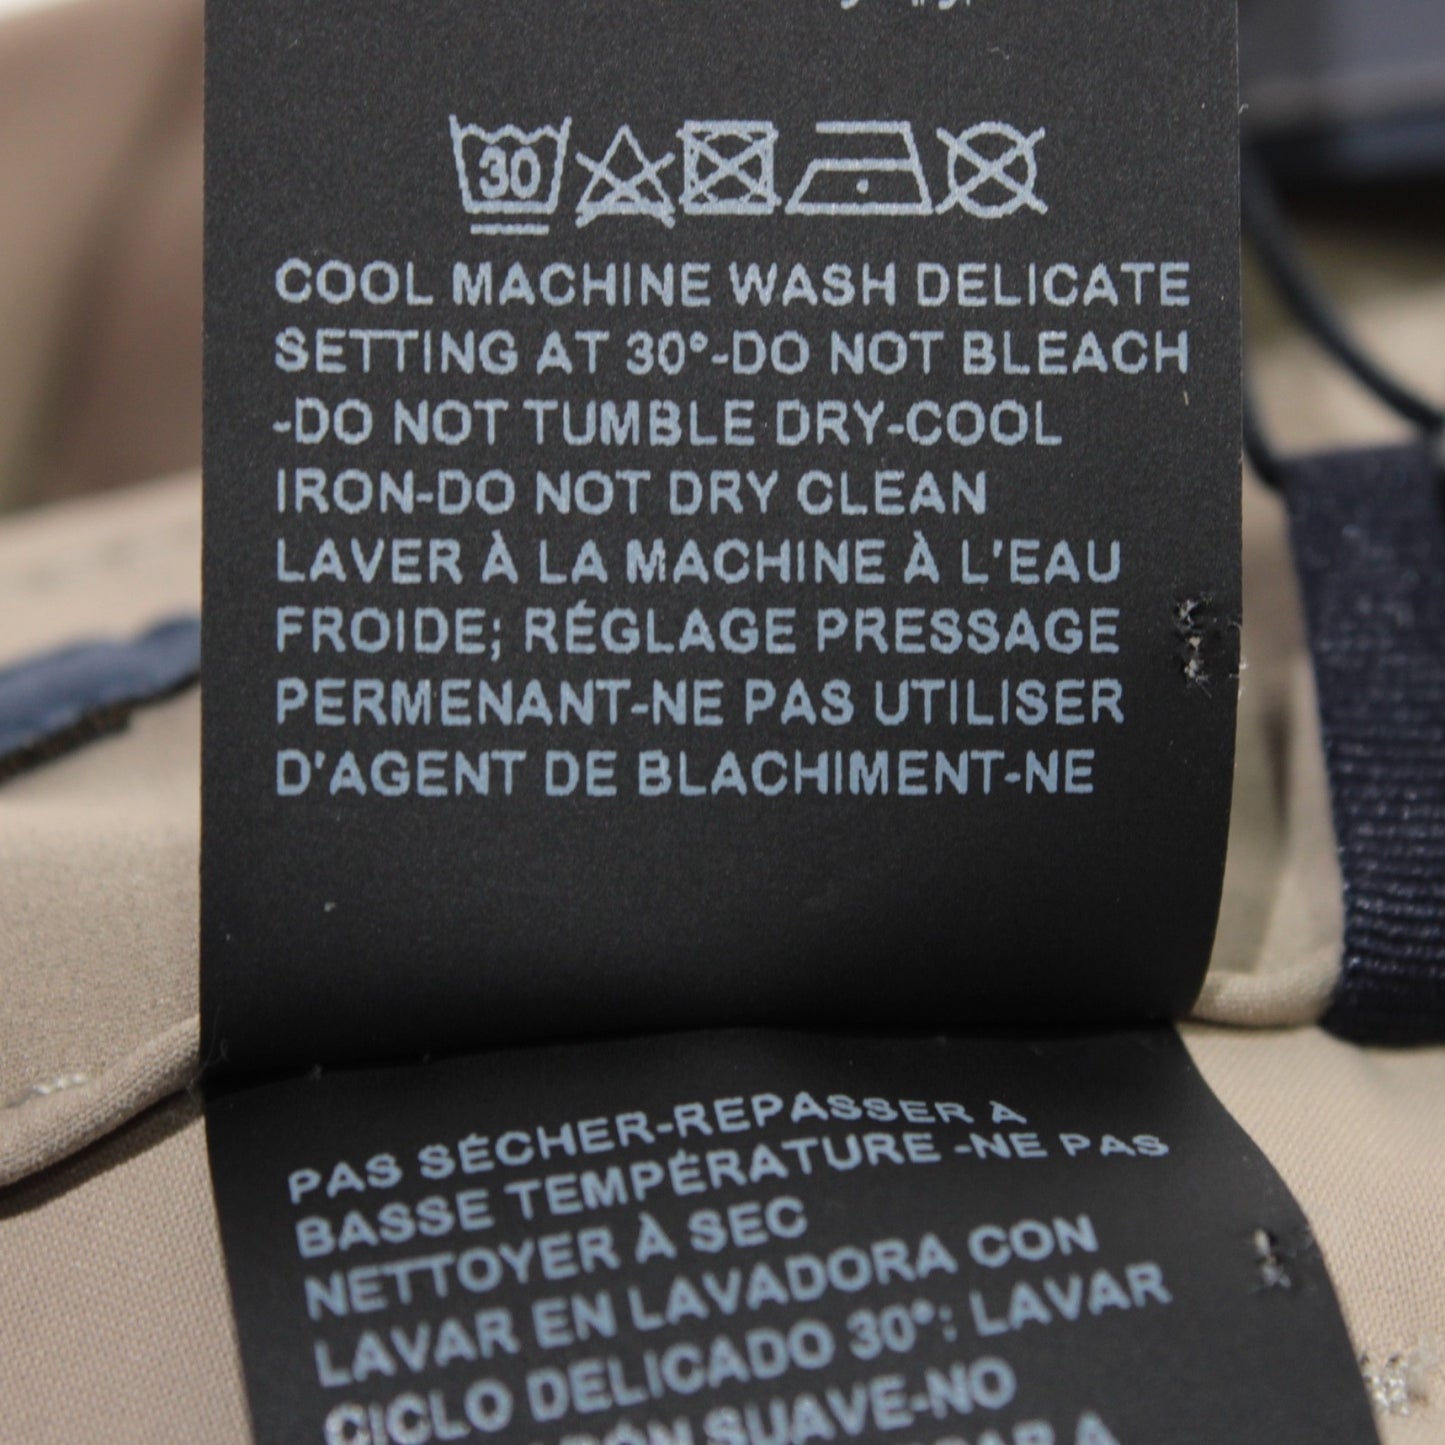 30
COOL MACHINE WASH DELICATE
SETTING AT 30°-DO NOT BLEACH
-DO NOT TUMBLE DRY-COOL
IRON-DO NOT DRY CLEAN
LAVER À LA MACHINE À L'EAU
FROIDE; RÉGLAGE PRESSAGE
PERMENANT-NE PAS UTILISER
D'AGENT DE BLACHIMENT-NE
PAS SÉCHER-REPASSER À
BASSE TEMPÉRATURE -NE PAS
NETTOYER À SEC
LAVAR EN LAVADORA CON
CICLO DELICADO 30°: LAVAR
SUAVE-NO